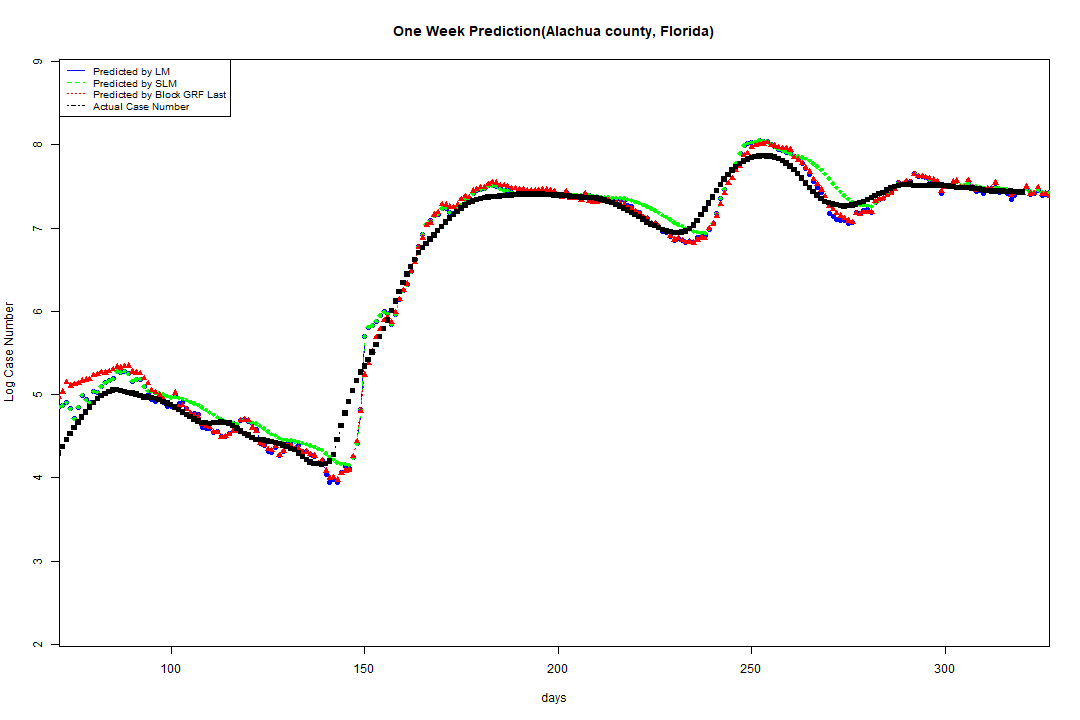 One Week Prediction(Alachua county, Florida)
Predicted by LM
Predicted by SLM
Predicted by Block GRF Last
Actual Case Number
9
8
7
6
5
4
3
2
Log Case Number
100 150 200 250 300
days